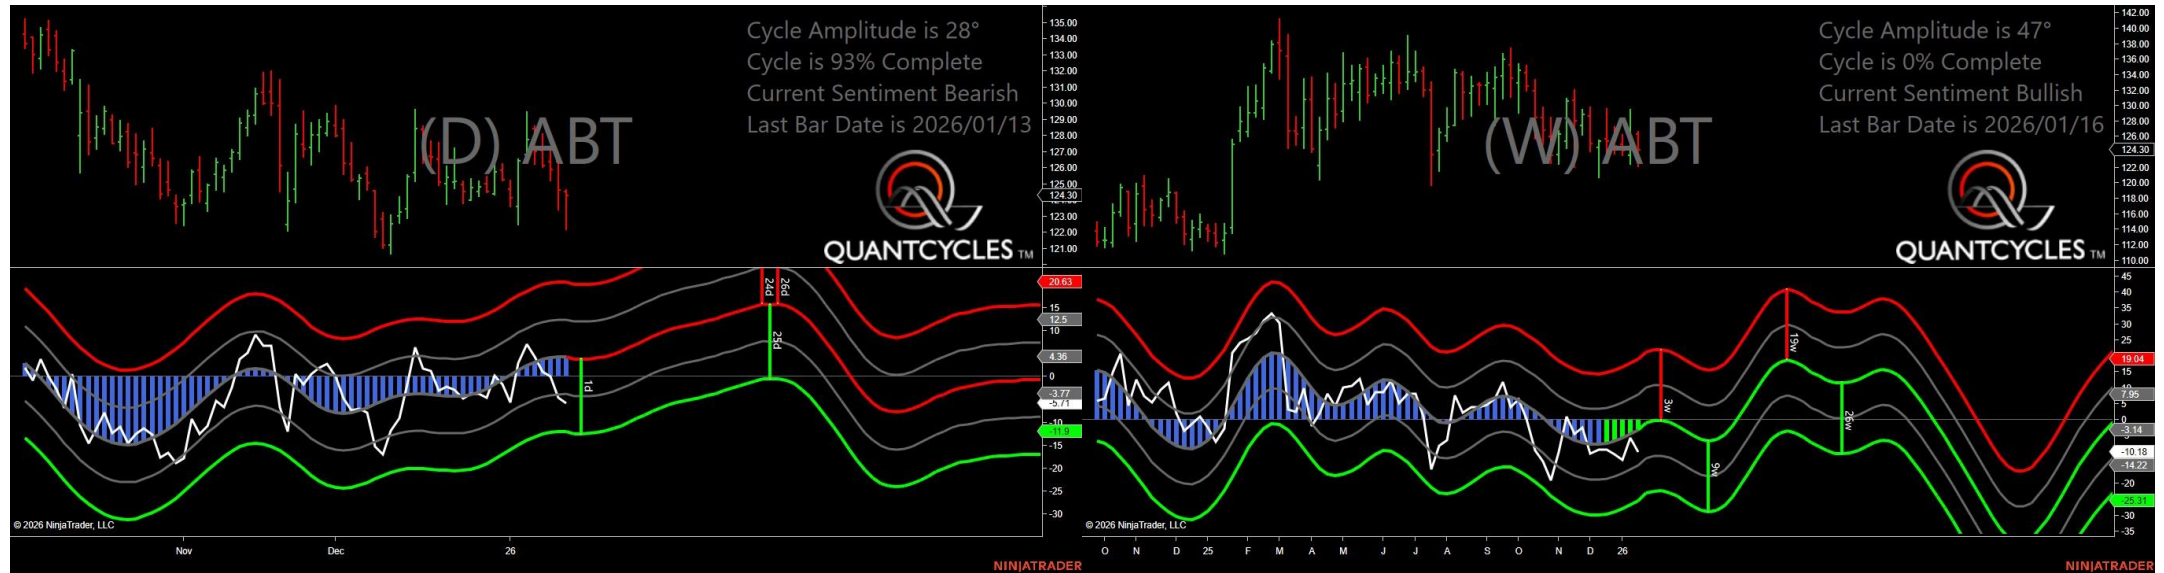 Cycle Amplitude is 28°
Cycle is 93% Complete
Current Sentiment Bearish
Last Bar Date is 2026/01/13
(D) ABT
QUANTCYCLES TM
135.00
134.00
133.00
132.00
131.00
130.00
129.00
128.00
127.00
126.00
125.00
124.30
123.00
122.00
121.00
24d
26d
25d
1d
20.63
15
12.5
10
4.36
0
-3.77
-5.71
-10
-11.9
-15
-20
-25
-30
© 2026 NinjaTrader, LLC
Nov
Dec
26
NINJATRADER
Cycle Amplitude is 47°
Cycle is 0% Complete
Current Sentiment Bullish
Last Bar Date is 2026/01/16
(W) ABT
QUANTCYCLES TM
142.00
140.00
138.00
136.00
134.00
132.00
130.00
128.00
126.00
124.30
122.00
120.00
118.00
116.00
114.00
112.00
110.00
19w
3w
26w
9w
45
40
35
30
25
19.04
15
7.95
5
0
-3.14
-10.18
-14.22
-20
-25.31
-30
-35
© 2026 NinjaTrader, LLC
O N D 25 F M A M J J A S O N D 26
NINJATRADER